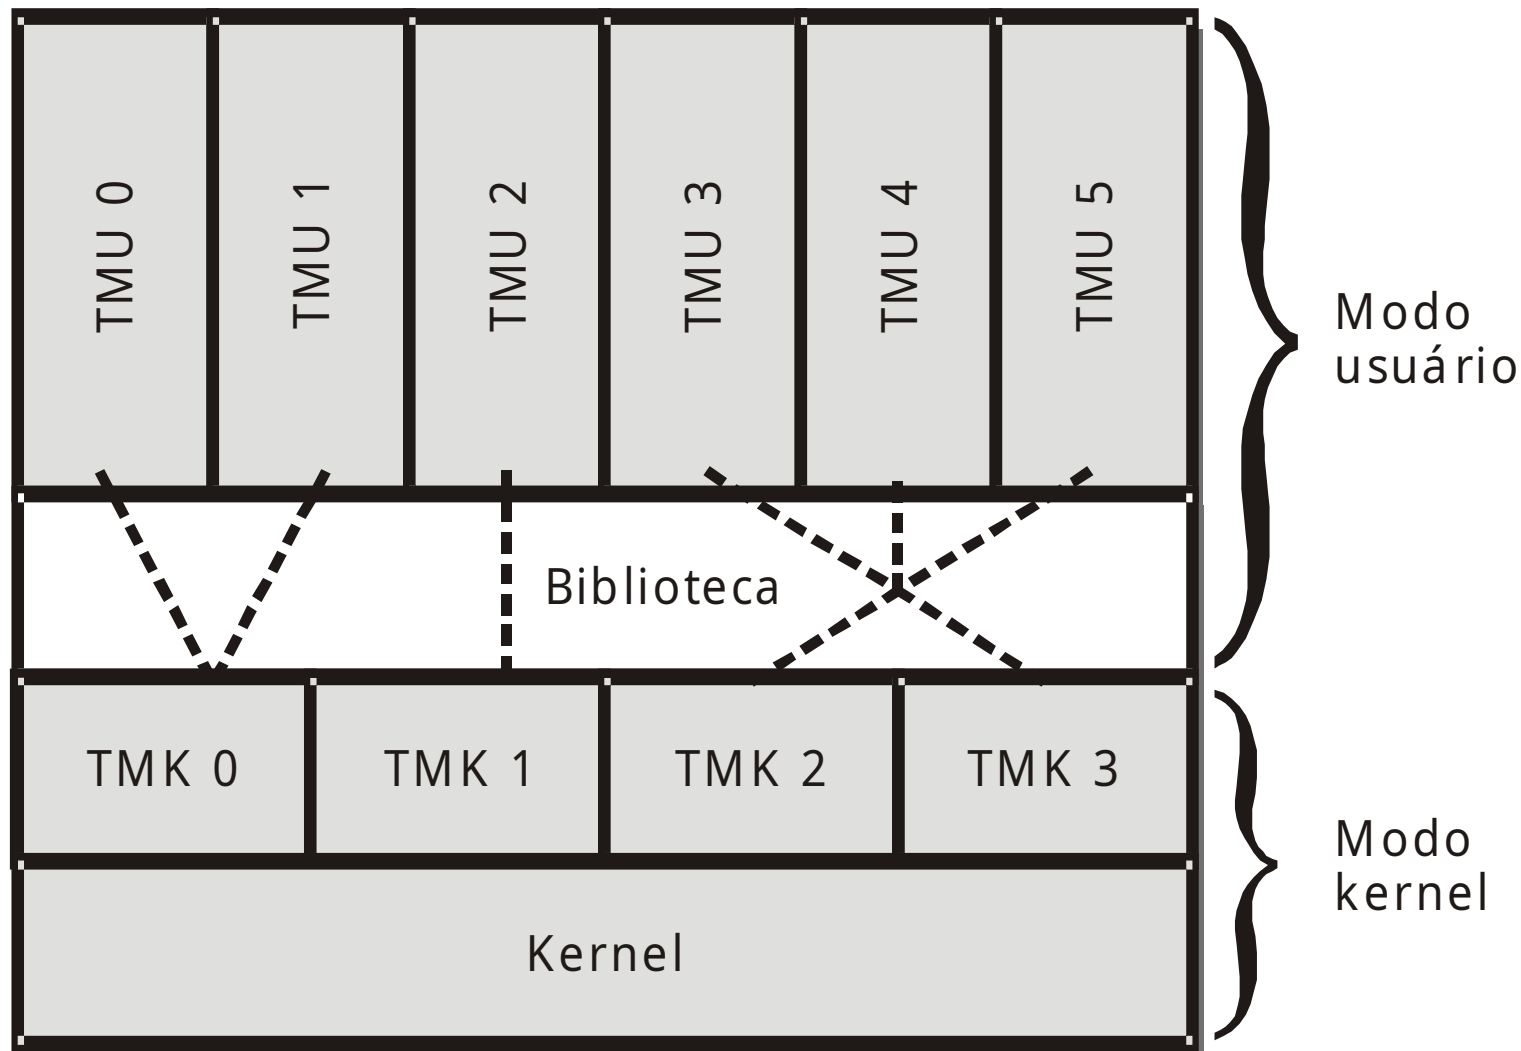 TMU 0
TMU 1
TMU 2
TMU 3
TMU 4
TMU 5
Modo
usuário
Biblioteca
TMK 0
TMK 1
TMK 2
TMK 3
Modo
kernel
Kernel